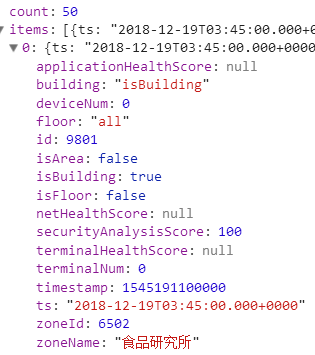 count: 50
items: [{ts: "2018-12-19T03:45:00.000+0
0: {ts: "2018-12-19T03:45:00.000+0000
applicationHealthScore: null
building: "isBuilding"
deviceNum: 0
floor: "all"
id: 9801
isArea: false
isBuilding: true
isFloor: false
netHealthScore: null
securityAnalysisScore: 100
terminalHealthScore: null
terminalNum: 0
timestamp: 1545191100000
ts: "2018-12-19T03:45:00.000+0000"
zoneId: 6502
zoneName: "食品研究所"